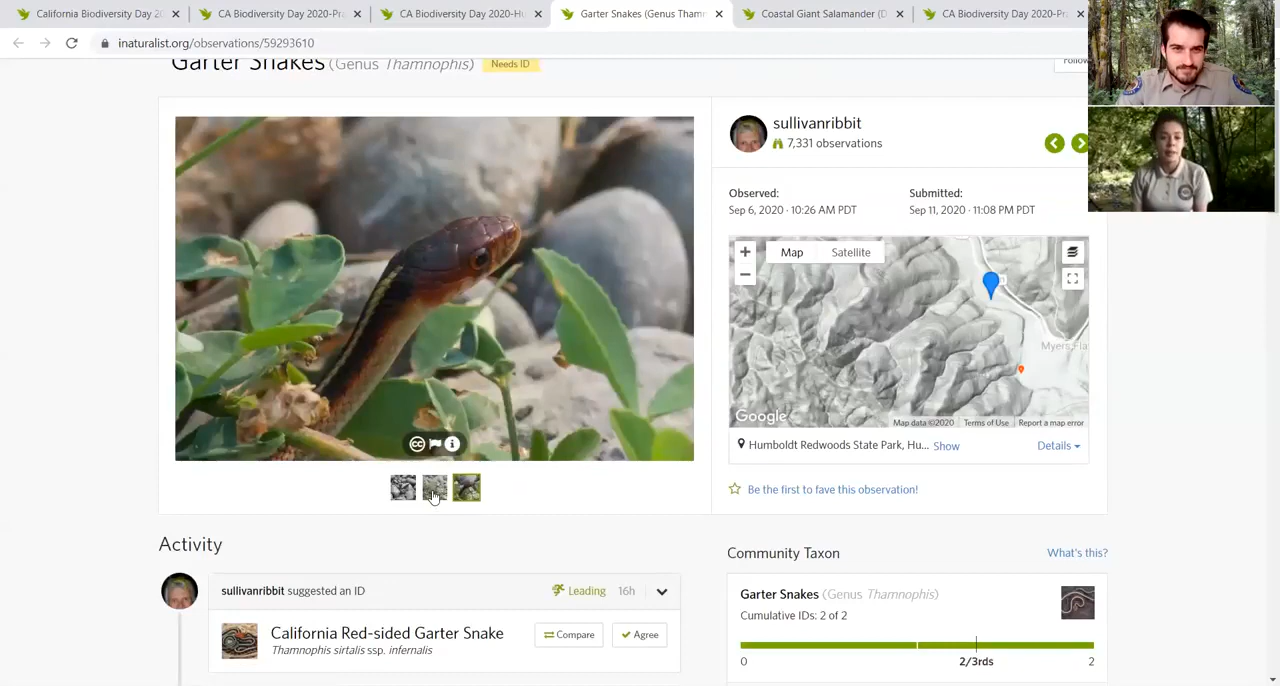 California Biodiversity Day 20
CA Biodiversity Day 2020-Pra
CA Biodiversity Day 2020-Hu
Garter Snakes (Genus Thamn
Coastal Giant Salamander (D
CA Biodiversity Day 2020-Pr
inaturalist.org/observations/59293610
Garter Snakes (Genus Thamnophis) Needs ID
Follow
sullivanribbit
7,331 observations
Observed:
Sep 6, 2020 · 10:26 AM PDT
Submitted:
Sep 11, 2020 · 11:08 PM PDT
Map Satellite
Myers Fla
Google
Map data ©2020 Terms of Use Report a map error
Humboldt Redwoods State Park, Hu... Show
Details
Be the first to fave this observation!
Activity
sullivanribbit suggested an ID
Leading 16h
California Red-sided Garter Snake
Thamnophis sirtalis ssp. infernalis
Compare
Agree
Community Taxon
What's this?
Garter Snakes (Genus Thamnophis)
Cumulative IDs: 2 of 2
0
2/3rds
2